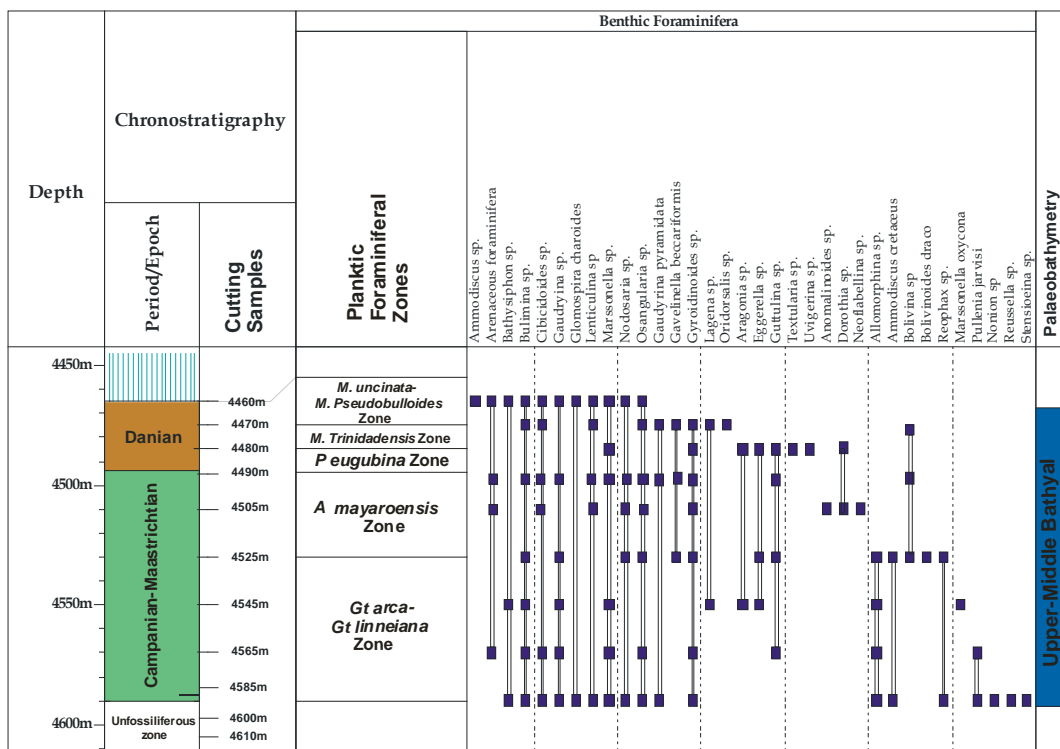 Benthic Foraminifera
Depth
Chronostratigraphy
Period/Epoch
Cutting
Samples
Planktic
Foraminiferal
Zones
Ammodiscus sp.
Arenaceous foraminifera
Bathysiphon sp.
Bulimina sp.
Cibicidoides sp.
Gaudryina sp.
Glomospira charoides
Lenticulina sp
Marssonella sp.
Nodosaria sp.
Osangularia sp.
Gaudyrina pyramidata
Gavelinella beccariformis
Gyroidinoides sp.
Lagena sp.
Oridorsalis sp.
Aragonia sp.
Eggerella sp.
Guttulina sp.
Textularia sp.
Uvigerina sp.
Anomalinoides sp.
Dorothia sp.
Neoflabellina sp.
Allomorphina sp.
Ammodiscus cretaceus
Bolivina sp
Bolivinoides draco
Reophax sp.
Marssonella oxycona
Pullenia jarvisi
Nonion sp
Reussella sp.
Stensioeina sp.
Palaeobathymetry
4450m
4500m
4550m
4600m
Danian
Campanian-Maastrichtian
Unfossiliferous
zone
4460m
4470m
4480m
4490m
4505m
4525m
4545m
4565m
4585m
4600m
4610m
M. uncinata-
M. Pseudobulloides
Zone
M. Trinidadensis Zone
P eugubina Zone
A mayaroensis
Zone
Gt arca-
Gt linneiana
Zone
Upper-Middle Bathyal